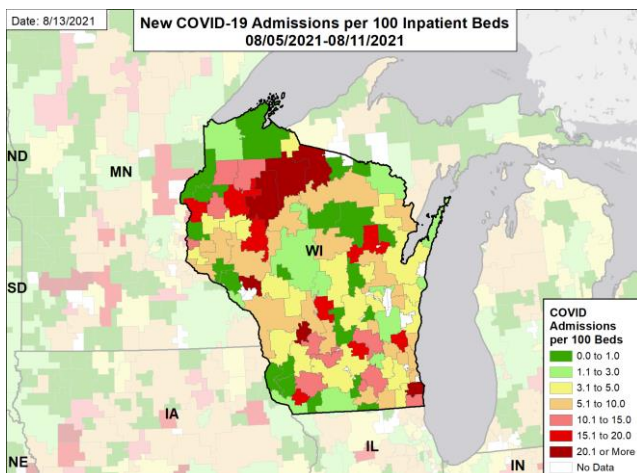 Date: 8/13/2021
New COVID-19 Admissions per 100 Inpatient Beds
08/05/2021-08/11/2021
ND
MN
WI
SD
IA
NE
IL
IN
COVID
Admissions
per 100 Beds
0.0 to 1.0
1.1 to 3.0
3.1 to 5.0
5.1 to 10.0
10.1 to 15.0
15.1 to 20.0
20.1 or More
No Data